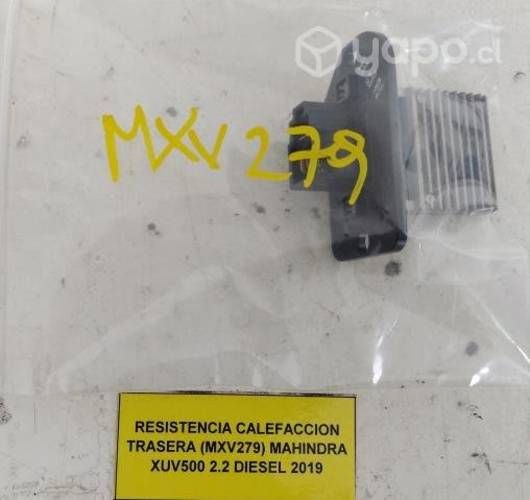 yapo.cl
MXV279
RESISTENCIA CALEFACCION
TRASERA (MXV279) MAHINDRA
XUV500 2.2 DIESEL 2019